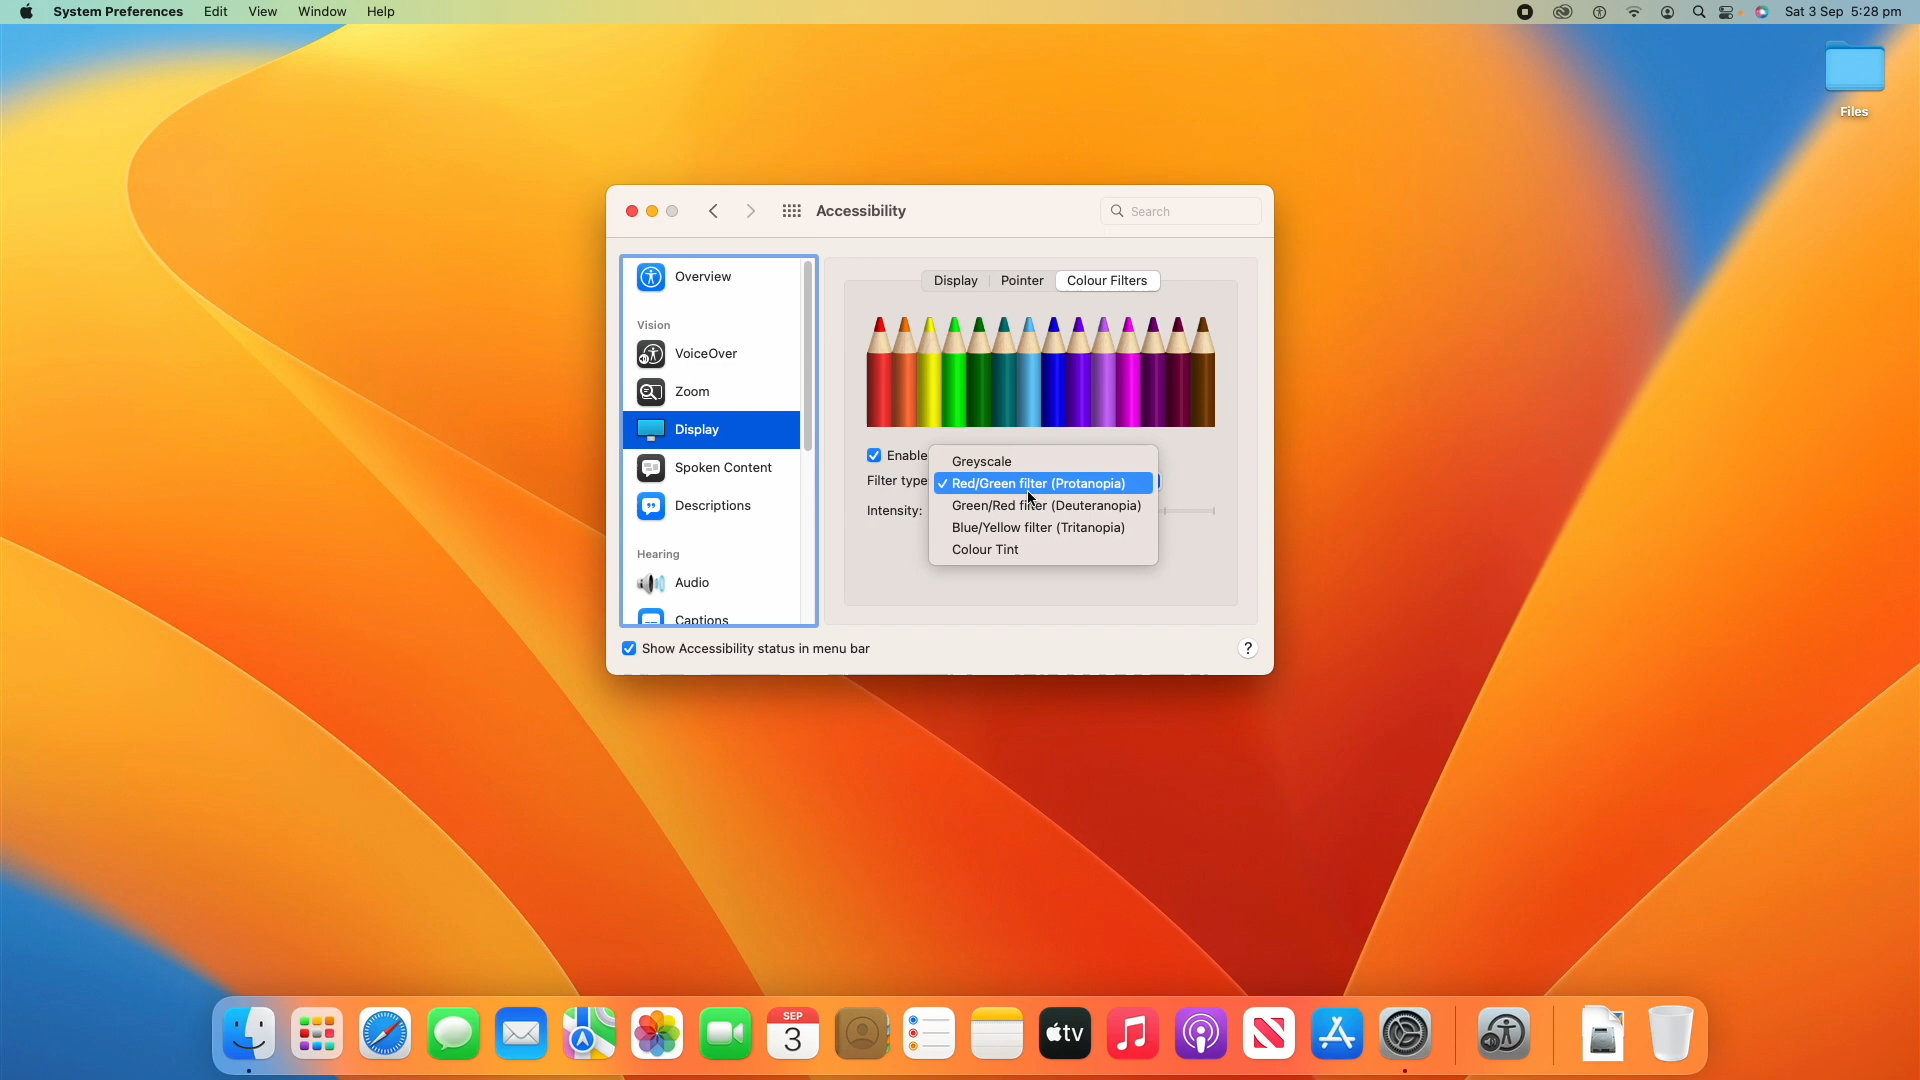 System Preferences Edit View Window Help
Sat 3 Sep 5:28 pm
Files
Accessibility
Search
Overview
Vision
VoiceOver
Zoom
Display
Spoken Content
Descriptions
Hearing
Audio
Captions
Display Pointer Colour Filters
Enable
Filter type
Intensity:
Greyscale
✓ Red/Green filter (Protanopia)
Green/Red filter (Deuteranopia)
Blue/Yellow filter (Tritanopia)
Colour Tint
Show Accessibility status in menu bar
?
SEP
3
tv